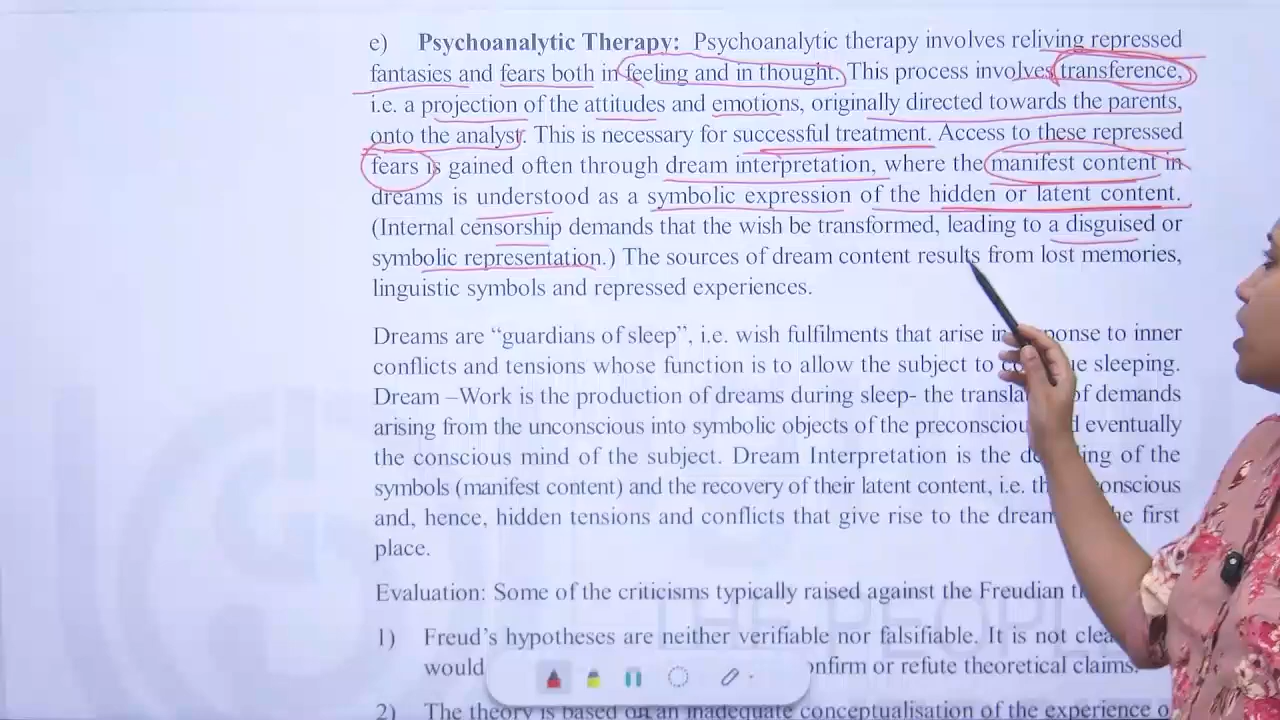 e) Psychoanalytic Therapy: Psychoanalytic therapy involves reliving repressed
fantasies and fears both in feeling and in thought. This process involves transference,
i.e. a projection of the attitudes and emotions, originally directed towards the parents,
onto the analyst. This is necessary for successful treatment. Access to these repressed
fears is gained often through dream interpretation, where the manifest content in
dreams is understood as a symbolic expression of the hidden or latent content.
(Internal censorship demands that the wish be transformed, leading to a disguised or
symbolic representation.) The sources of dream content results from lost memories,
linguistic symbols and repressed experiences.
Dreams are “guardians of sleep”, i.e. wish fulfilments that arise in ponse to inner
conflicts and tensions whose function is to allow the subject to sleeping.
Dream –Work is the production of dreams during sleep- the of demands
arising from the unconscious into symbolic objects of the eventually
the conscious mind of the subject. Dream Interpretation is the of the
symbols (manifest content) and the recovery of their latent content, i.e.
and, hence, hidden tensions and conflicts that give rise to the first
place.
Evaluation: Some of the criticisms typically raised against the Freudian
1) Freud’s hypotheses are neither verifiable nor falsifiable. It is not
would or refute theoretical claims.
2) The theory is based on an inadequate conceptualisation of the experience
THE PEOPLE